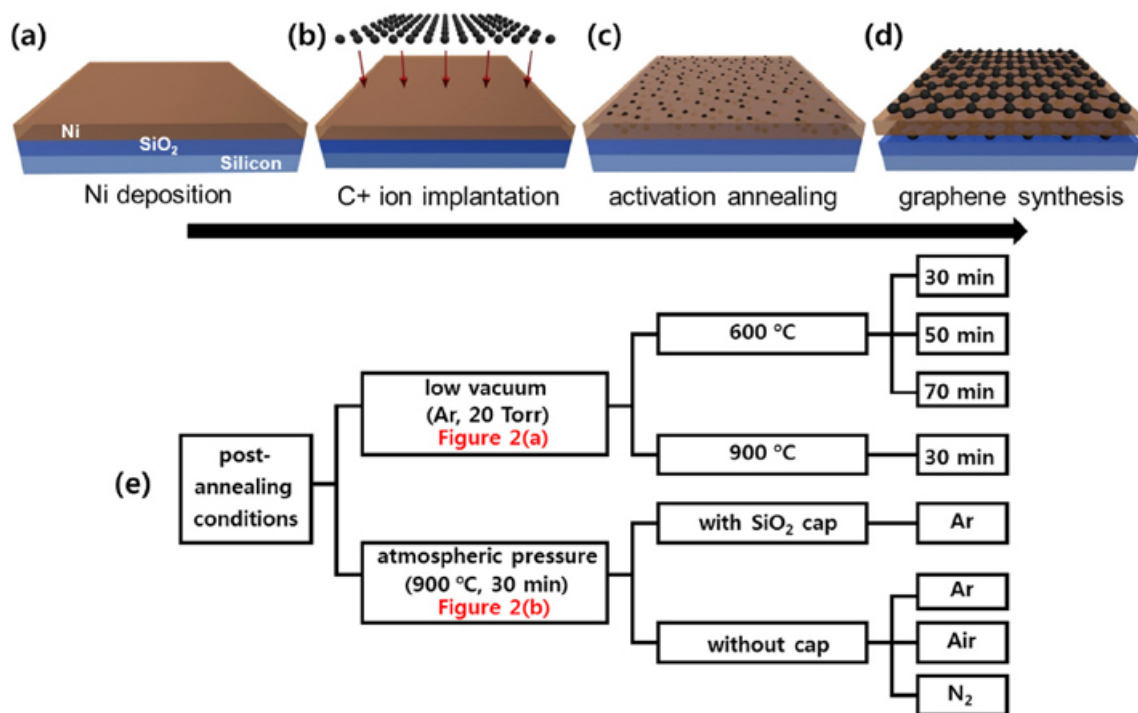 (a)
Ni
SiO₂
Silicon
Ni deposition
(b)
C+ ion implantation
(c)
activation annealing
(d)
graphene synthesis
(e)
post-
annealing
conditions
low vacuum
(Ar, 20 Torr)
Figure 2(a)
600 °C
30 min
50 min
70 min
900 °C
30 min
atmospheric pressure
(900 °C, 30 min)
Figure 2(b)
with SiO₂ cap
Ar
without cap
Ar
Air
N₂